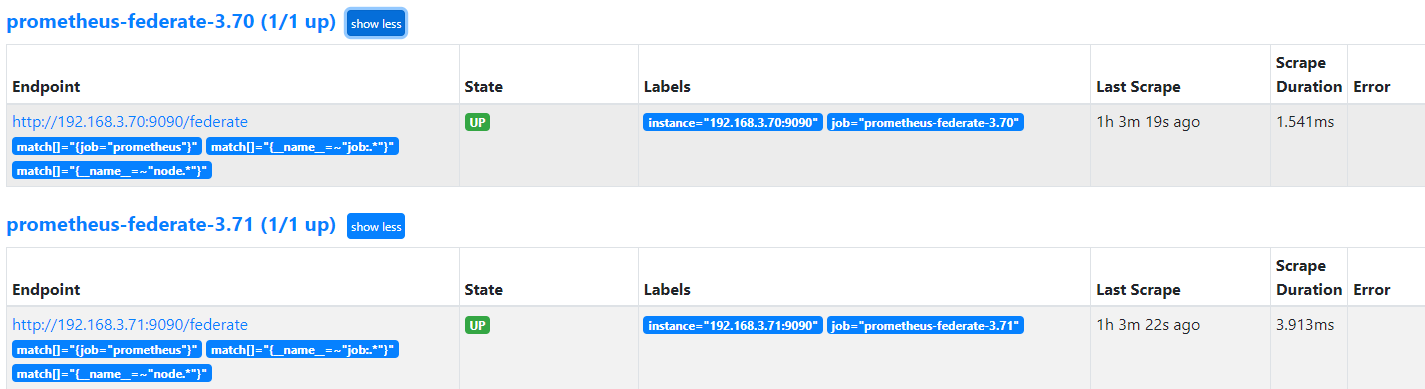 prometheus-federate-3.70 (1/1 up) show less
Scrape
Endpoint State Labels Last Scrape Duration Error
http://192.168.3.70:9090/federate UP instance="192.168.3.70:9090" job="prometheus-federate-3.70" 1h 3m 19s ago 1.541ms
match[]="{job="prometheus"}" match[]="{__name__=~"job:.*"}"
match[]="{__name__=~"node.*"}"
prometheus-federate-3.71 (1/1 up) show less
Scrape
Endpoint State Labels Last Scrape Duration Error
http://192.168.3.71:9090/federate UP instance="192.168.3.71:9090" job="prometheus-federate-3.71" 1h 3m 22s ago 3.913ms
match[]="{job="prometheus"}" match[]="{__name__=~"job:.*"}"
match[]="{__name__=~"node.*"}"